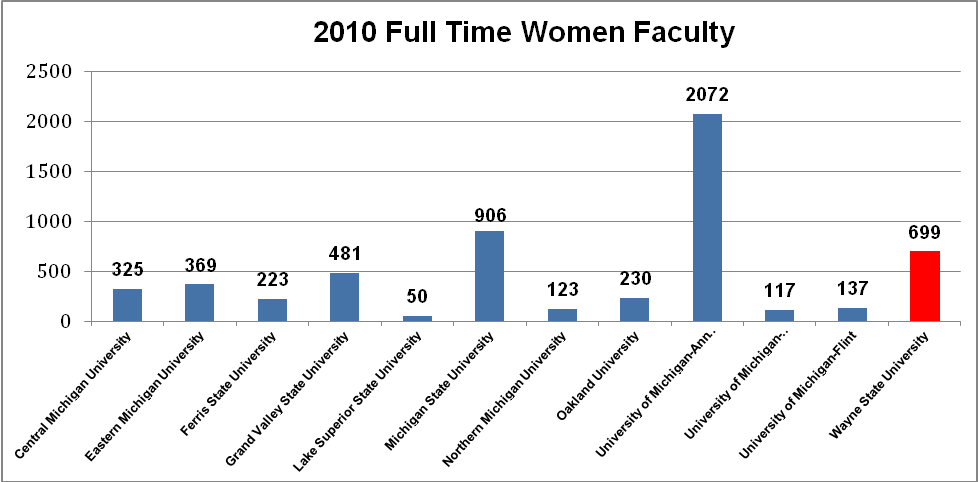 2010 Full Time Women Faculty
2500
2000
1500
1000
500
0
325
369
223
481
50
906
123
230
2072
117
137
699
Central Michigan University
Eastern Michigan University
Ferris State University
Grand Valley State University
Lake Superior State University
Michigan State University
Northern Michigan University
Oakland University
University of Michigan-Ann..
University of Michigan-..
University of Michigan-Flint
Wayne State University